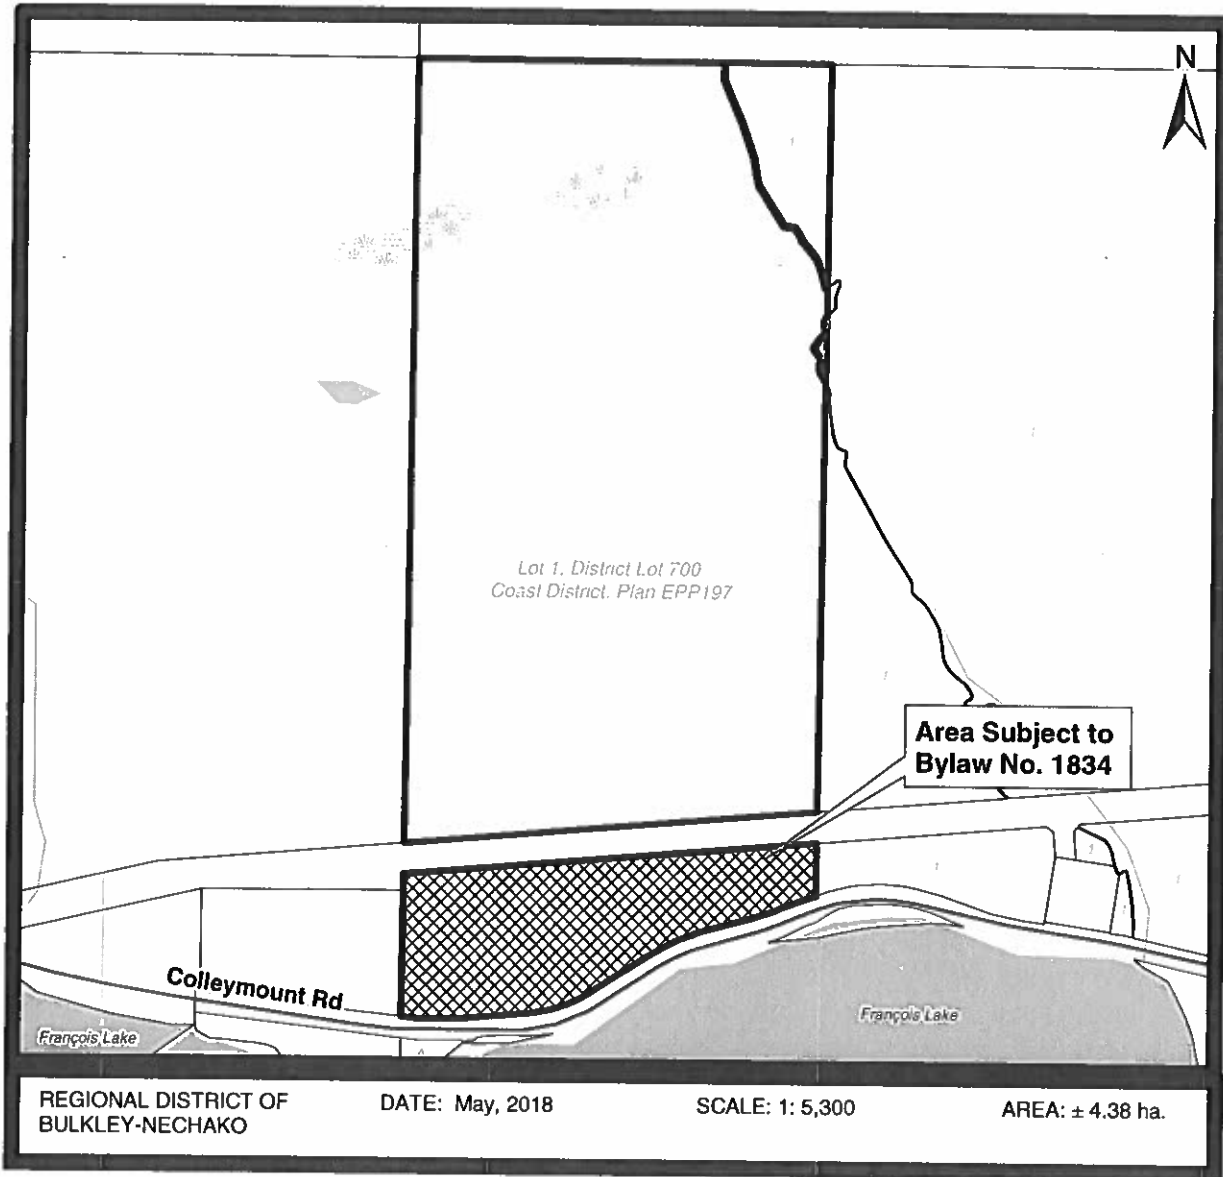 N
Lot 1, District Lot 700
Coast District, Plan EPP197
Area Subject to
Bylaw No. 1834
Colleymount Rd
François Lake
François Lake
REGIONAL DISTRICT OF
BULKLEY-NECHAKO
DATE: May, 2018
SCALE: 1: 5,300
AREA: ± 4.38 ha.